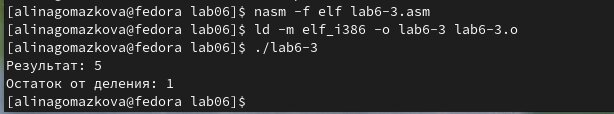 [alinagomazkova@fedora lab06]$ nasm -f elf lab6-3.asm
[alinagomazkova@fedora lab06]$ ld -m elf_i386 -o lab6-3 lab6-3.o
[alinagomazkova@fedora lab06]$ ./lab6-3
Результат: 5
Остаток от деления: 1
[alinagomazkova@fedora lab06]$